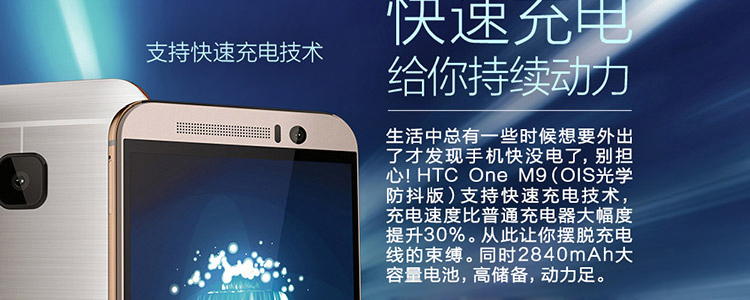 支持快速充电技术
快速充电
给你持续动力
生活中总有一些时候想要外出
了才发现手机快没电了，别担
心！HTC One M9（OIS光学
防抖版）支持快速充电技术，
充电速度比普通充电器大幅度
提升30%。从此让你摆脱充电
线的束缚。同时2840mAh大
容量电池，高储备，动力足。